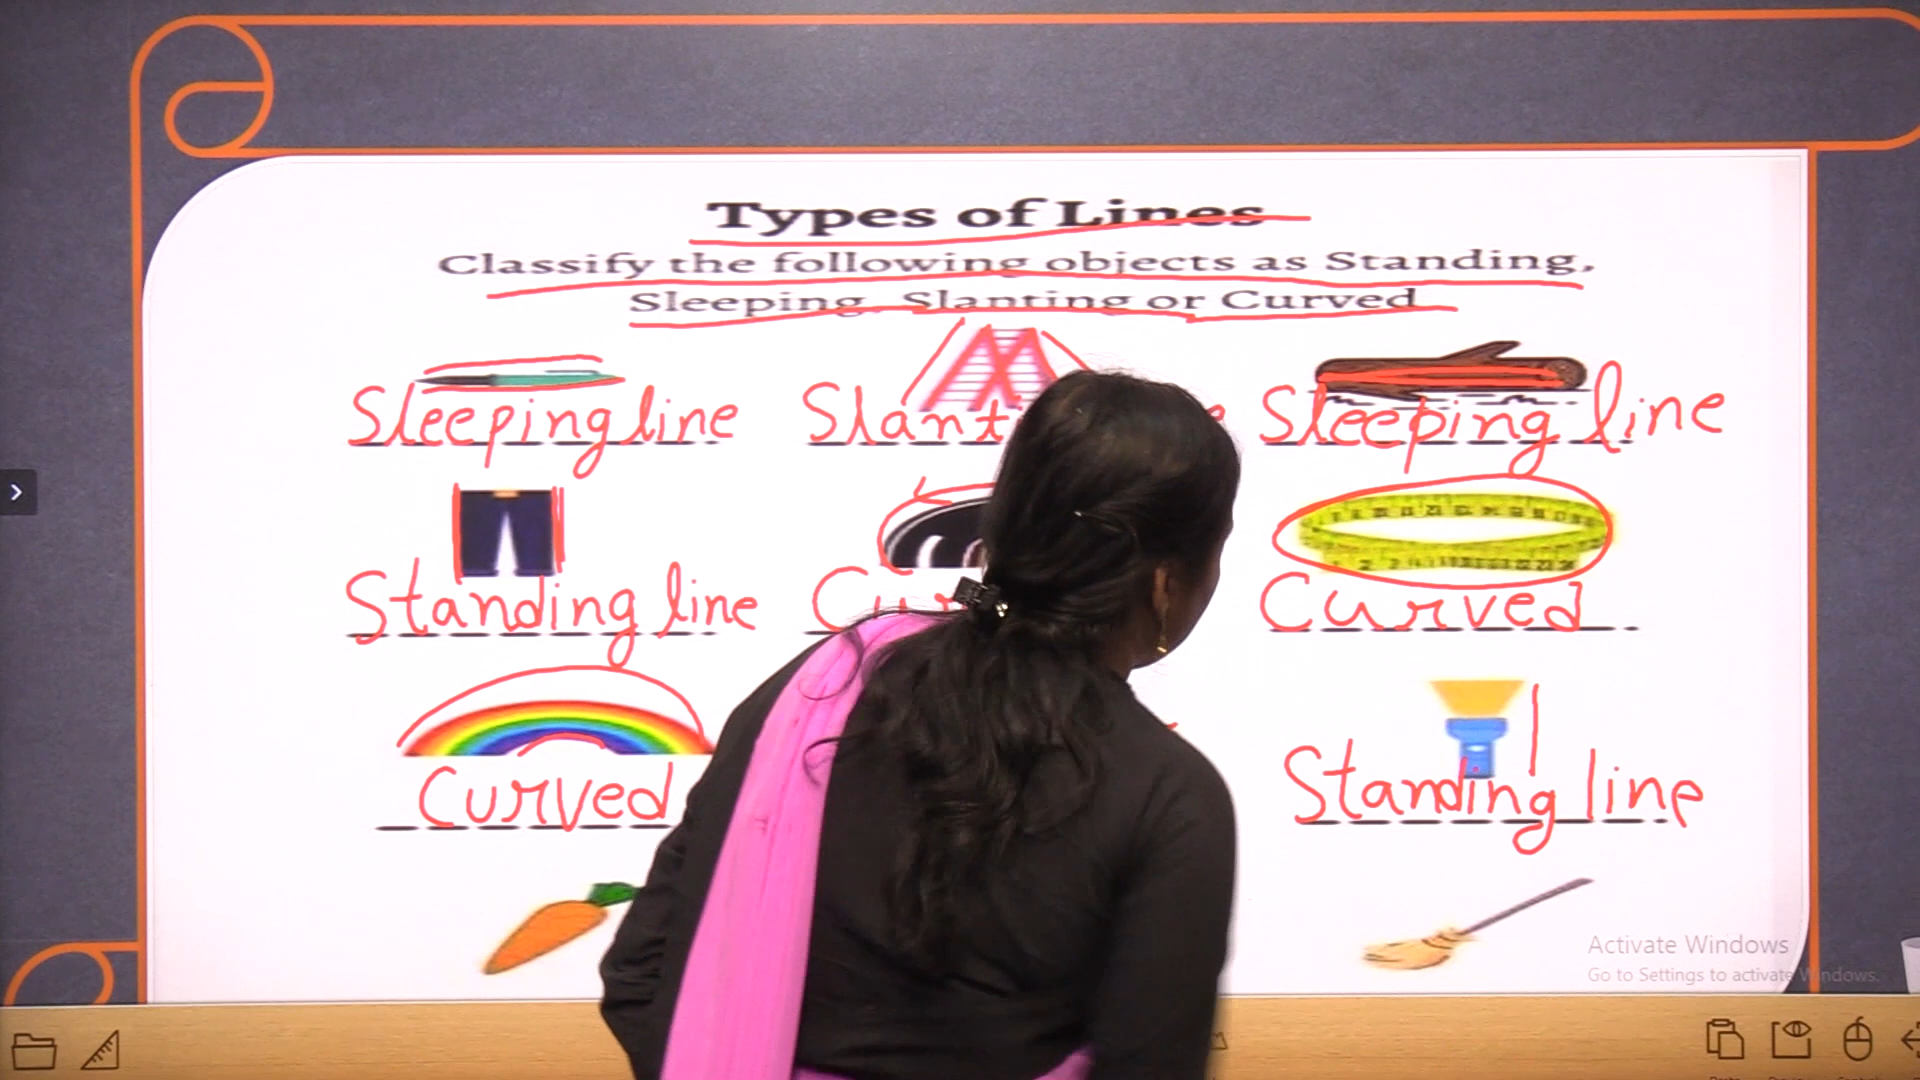 Types of Lines
Classify the following objects as Standing,
Sleeping, Slanting or Curved
Sleeping line
Sleeping line
Standing line
Curved
Curved
Standing line
Activate Windows
Go to Settings to activate Windows.